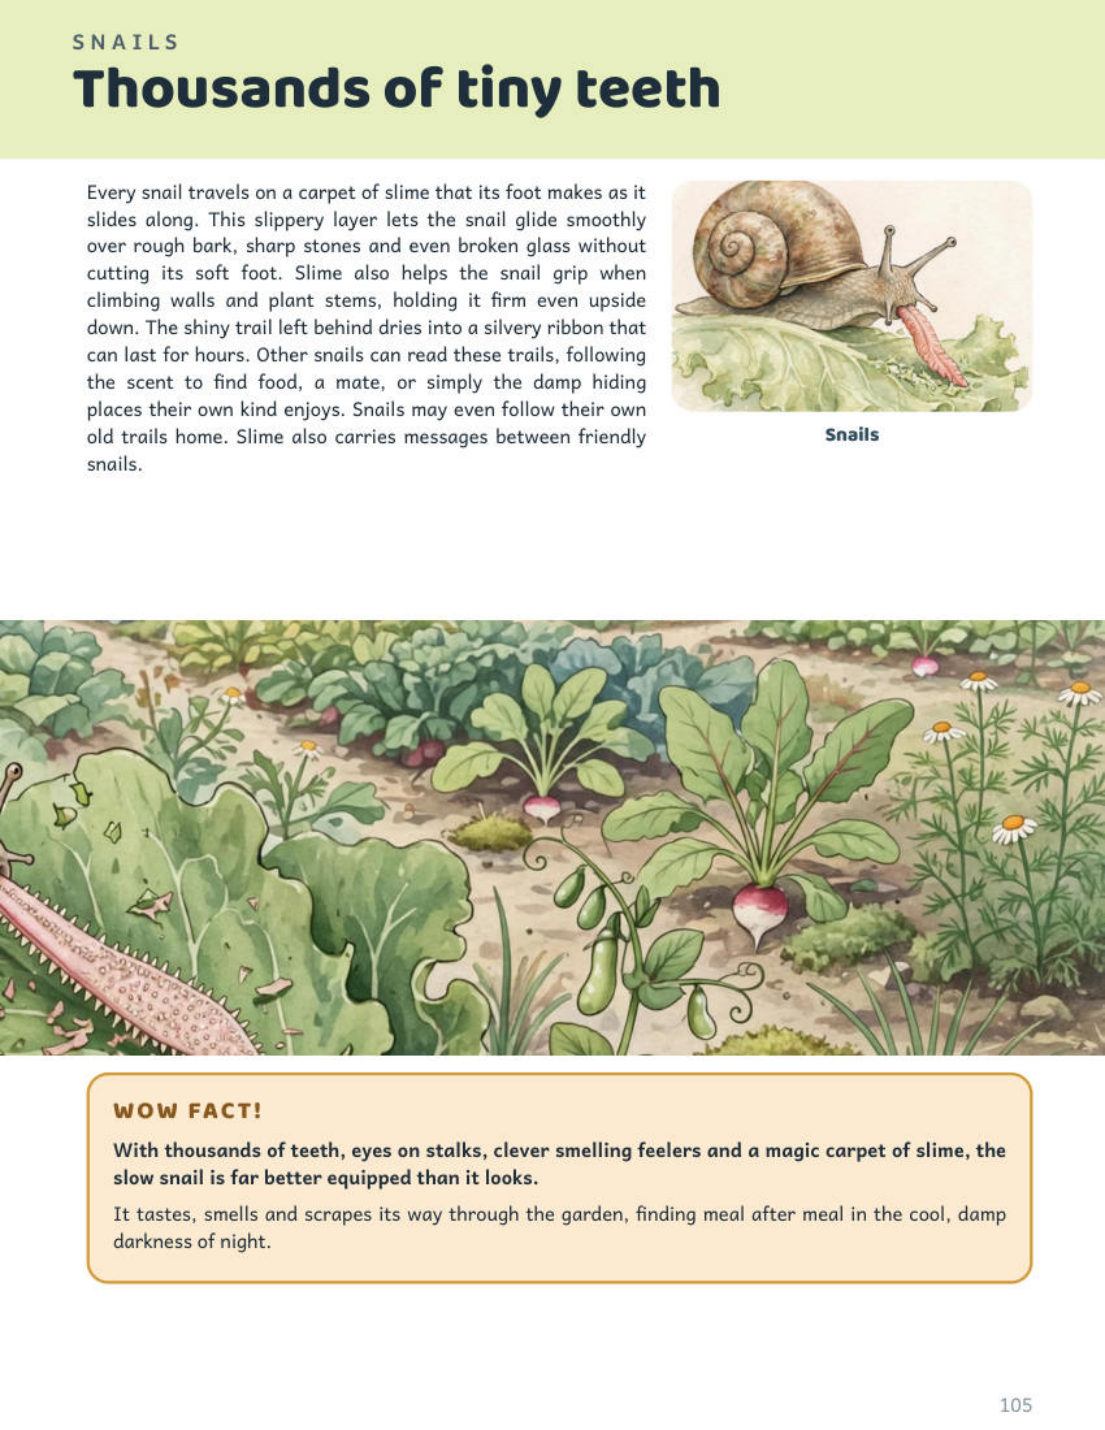 SNAILS
Thousands of tiny teeth
Every snail travels on a carpet of slime that its foot makes as it
slides along. This slippery layer lets the snail glide smoothly
over rough bark, sharp stones and even broken glass without
cutting its soft foot. Slime also helps the snail grip when
climbing walls and plant stems, holding it firm even upside
down. The shiny trail left behind dries into a silvery ribbon that
can last for hours. Other snails can read these trails, following
the scent to find food, a mate, or simply the damp hiding
places their own kind enjoys. Snails may even follow their own
old trails home. Slime also carries messages between friendly
snails.
Snails
WOW FACT!
With thousands of teeth, eyes on stalks, clever smelling feelers and a magic carpet of slime, the
slow snail is far better equipped than it looks.
It tastes, smells and scrapes its way through the garden, finding meal after meal in the cool, damp
darkness of night.
105